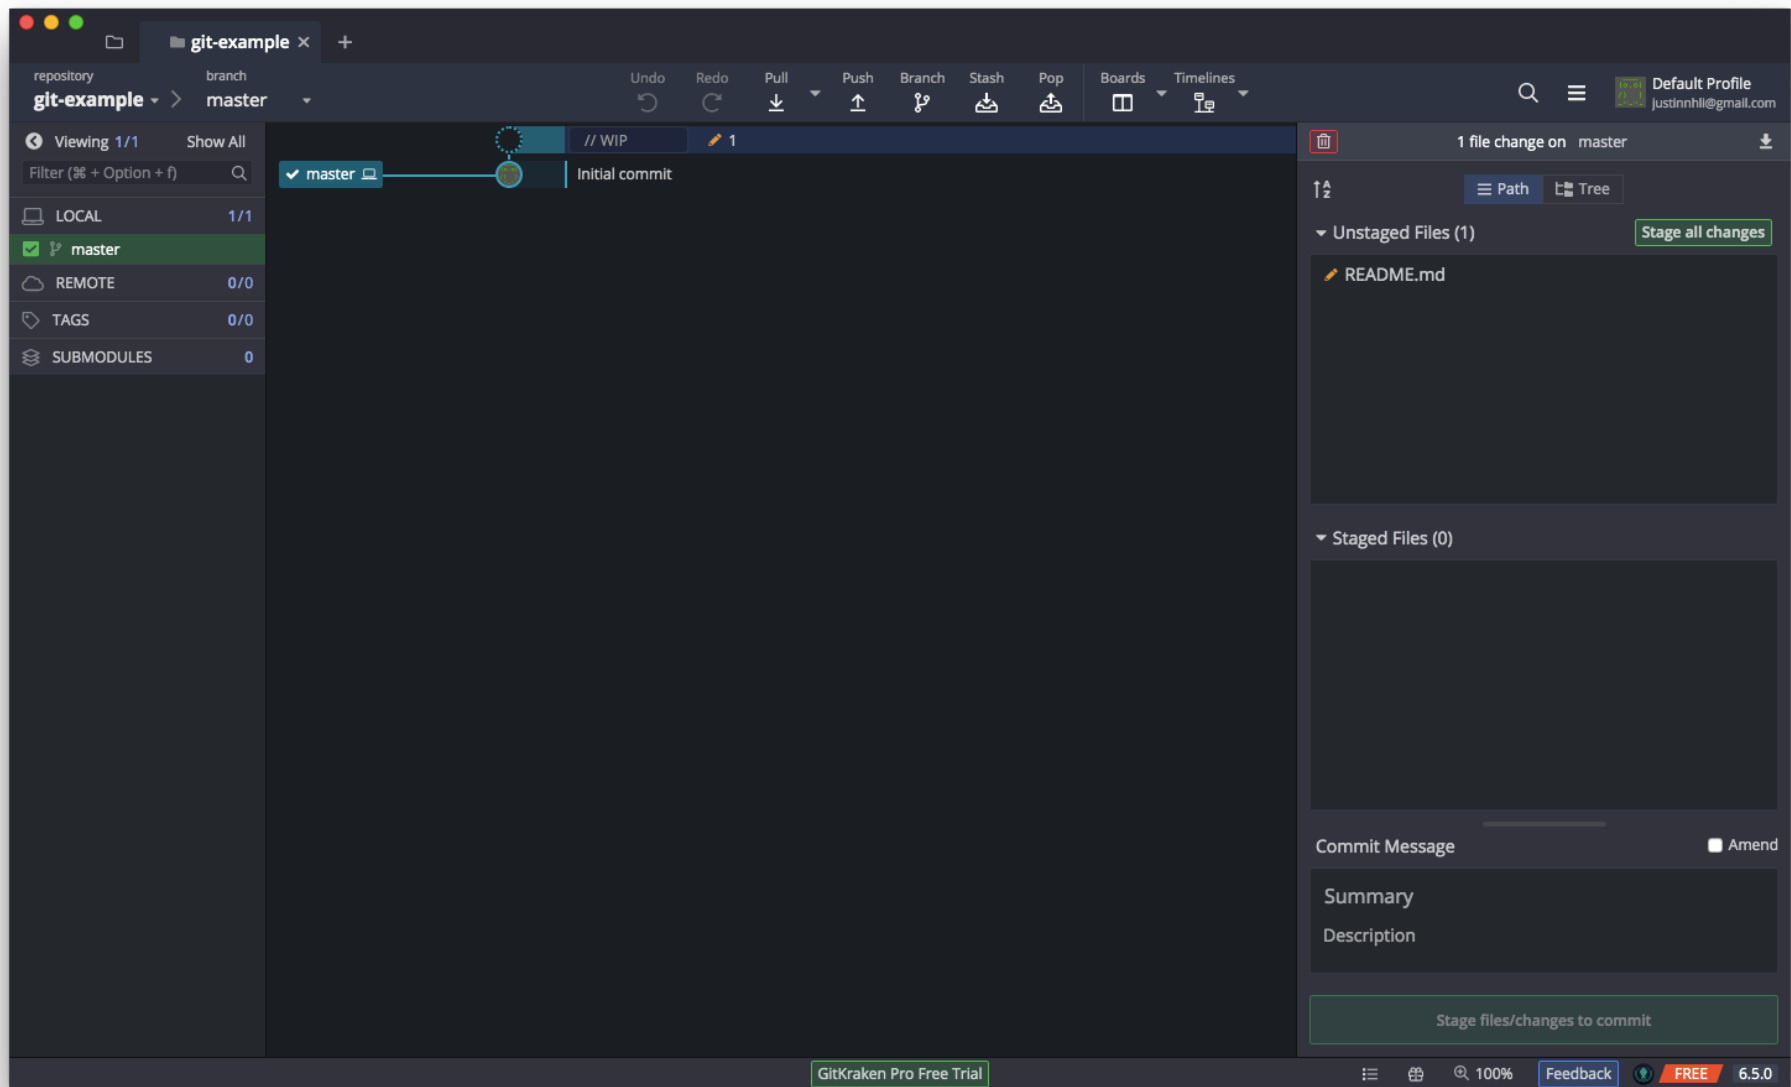 git-example
repository
git-example
branch
master
Undo
Redo
Pull
Push
Branch
Stash
Pop
Boards
Timelines
Default Profile
justinnhli@gmail.com
Viewing 1/1
Show All
Filter (⌘ + Option + f)
LOCAL 1/1
master
REMOTE 0/0
TAGS 0/0
SUBMODULES 0
// WIP
1
master
Initial commit
1 file change on master
Path
Tree
Unstaged Files (1)
Stage all changes
README.md
Staged Files (0)
Commit Message
Amend
Summary
Description
Stage files/changes to commit
GitKraken Pro Free Trial
100%
Feedback
FREE
6.5.0